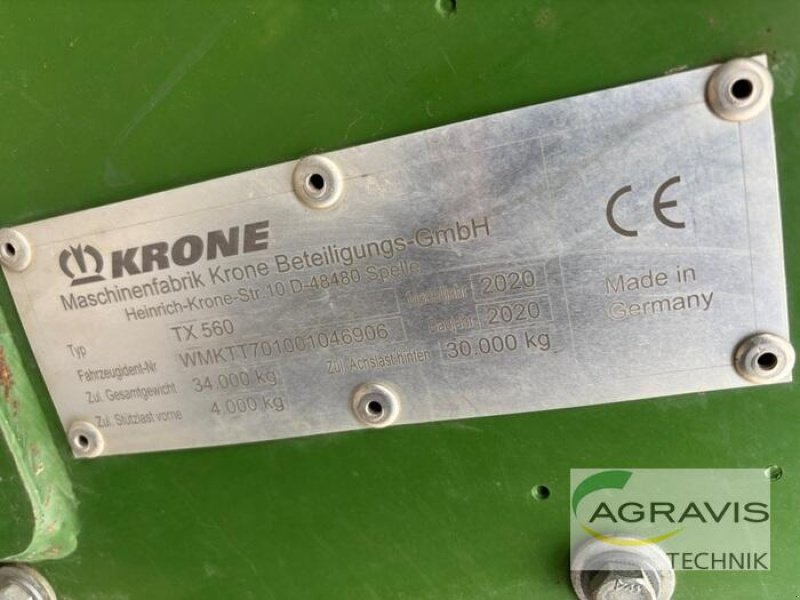 KRONE
Maschinenfabrik Krone Beteiligungs-GmbH
Heinrich-Krone-Str.10 D-48480 Spelle
Typ TX 560 2020
Fahrzeugident-Nr WMKTT701001046906 Baujahr 2020
Zul. Gesamtgewicht 34.000 kg Zul. Achslast-hinten 30.000 kg
Zul. Stützlast vorne 4.000 kg
CE
Made in
Germany
AGRAVIS
TECHNIK